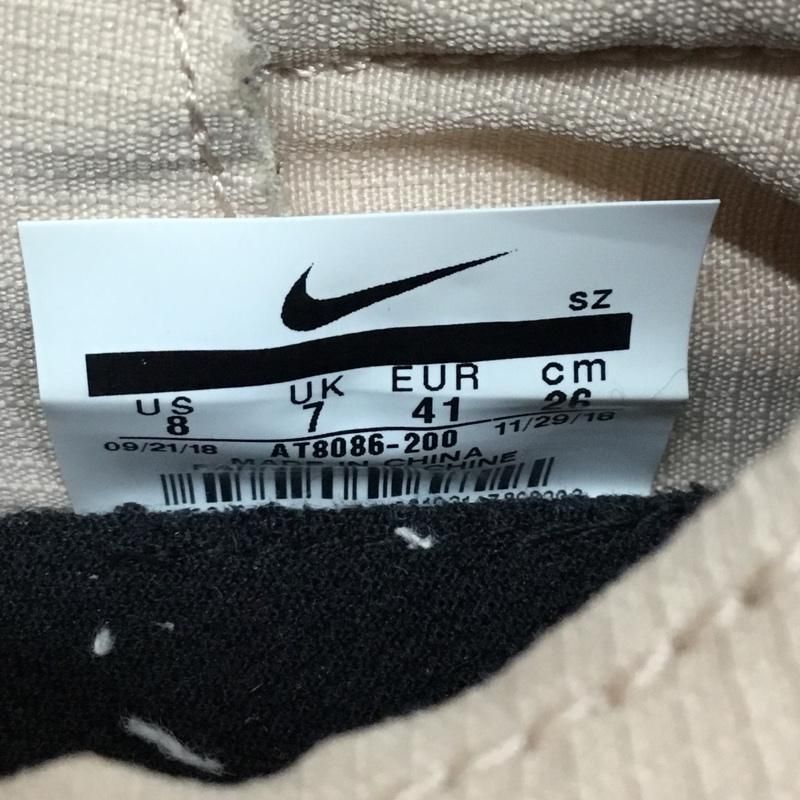 sz
US UK EUR cm
8 7 41 26
09/21/18 AT8086-200 11/29/18
MADE IN CHINA
CHINE